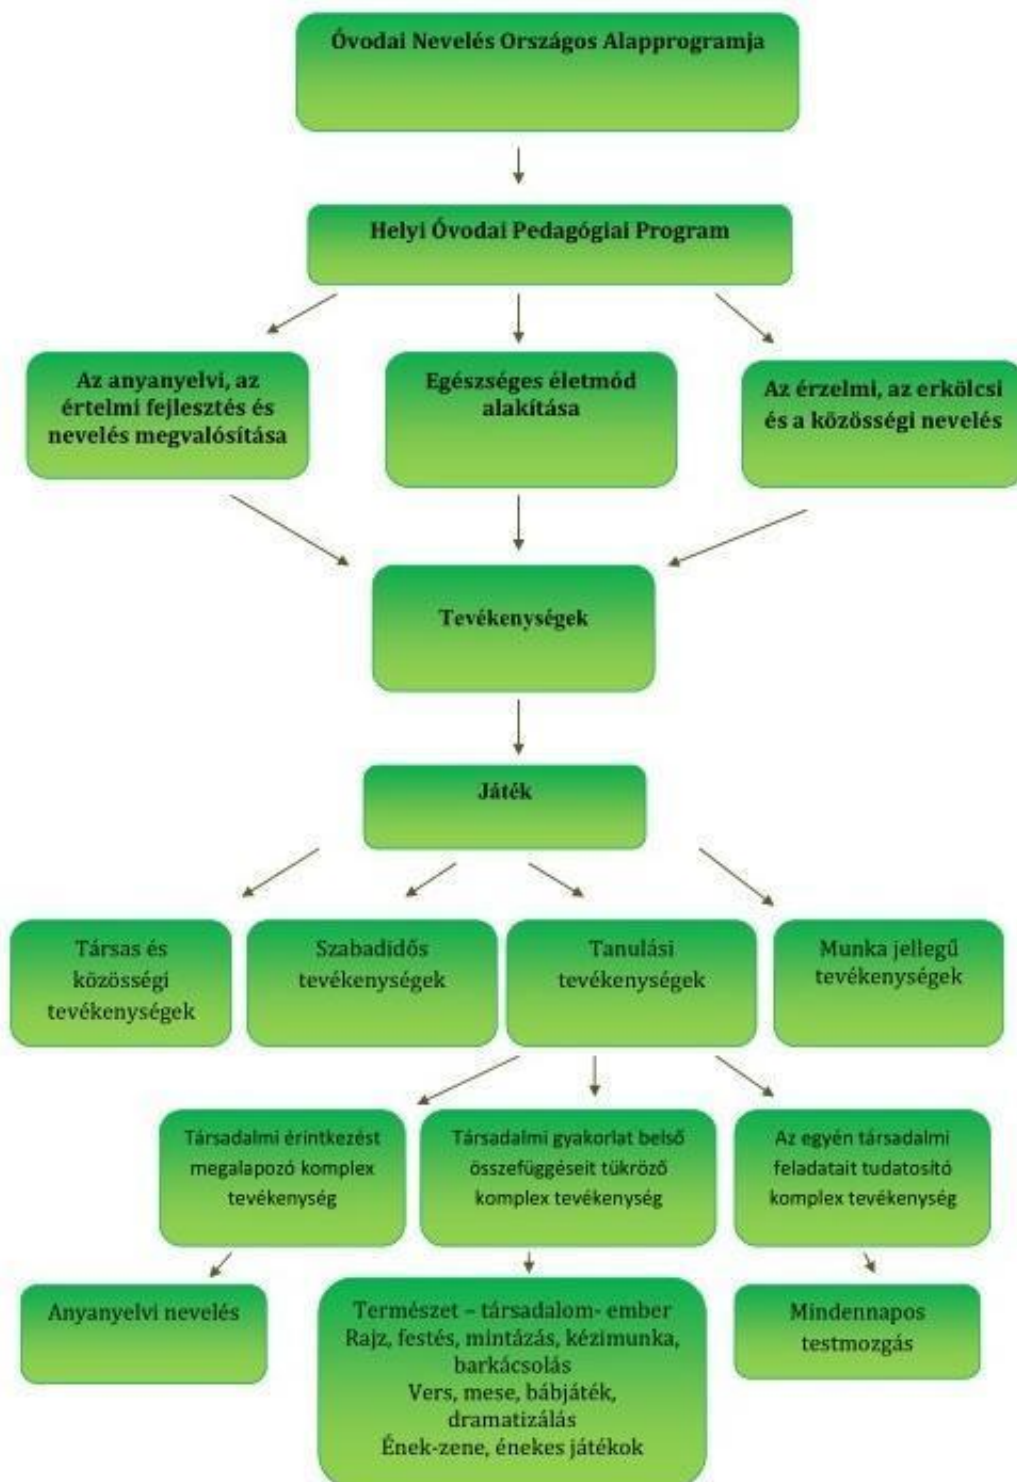 Óvodai Nevelés Országos Alapprogramja
Helyi Óvodai Pedagógiai Program
Az anyanyelvi, az
értelmi fejlesztés és
nevelés megvalósítása
Egészséges életmód
alakítása
Az érzelmi, az erkölcsi
és a közösségi nevelés
Tevékenységek
Játék
Társas és
közösségi
tevékenységek
Szabadidős
tevékenységek
Tanulási
tevékenységek
Munka jellegű
tevékenységek
Társadalmi érintkezést
megalapozó komplex
tevékenység
Társadalmi gyakorlat belső
összefüggéseit tükröző
komplex tevékenység
Az egyén társadalmi
feladatait tudatosító
komplex tevékenység
Anyanyelvi nevelés
Természet – társadalom- ember
Rajz, festés, mintázás, kézimunka,
barkácsolás
Vers, mese, bábjáték,
dramatizálás
Ének-zene, énekes játékok
Mindennapos
testmozgás